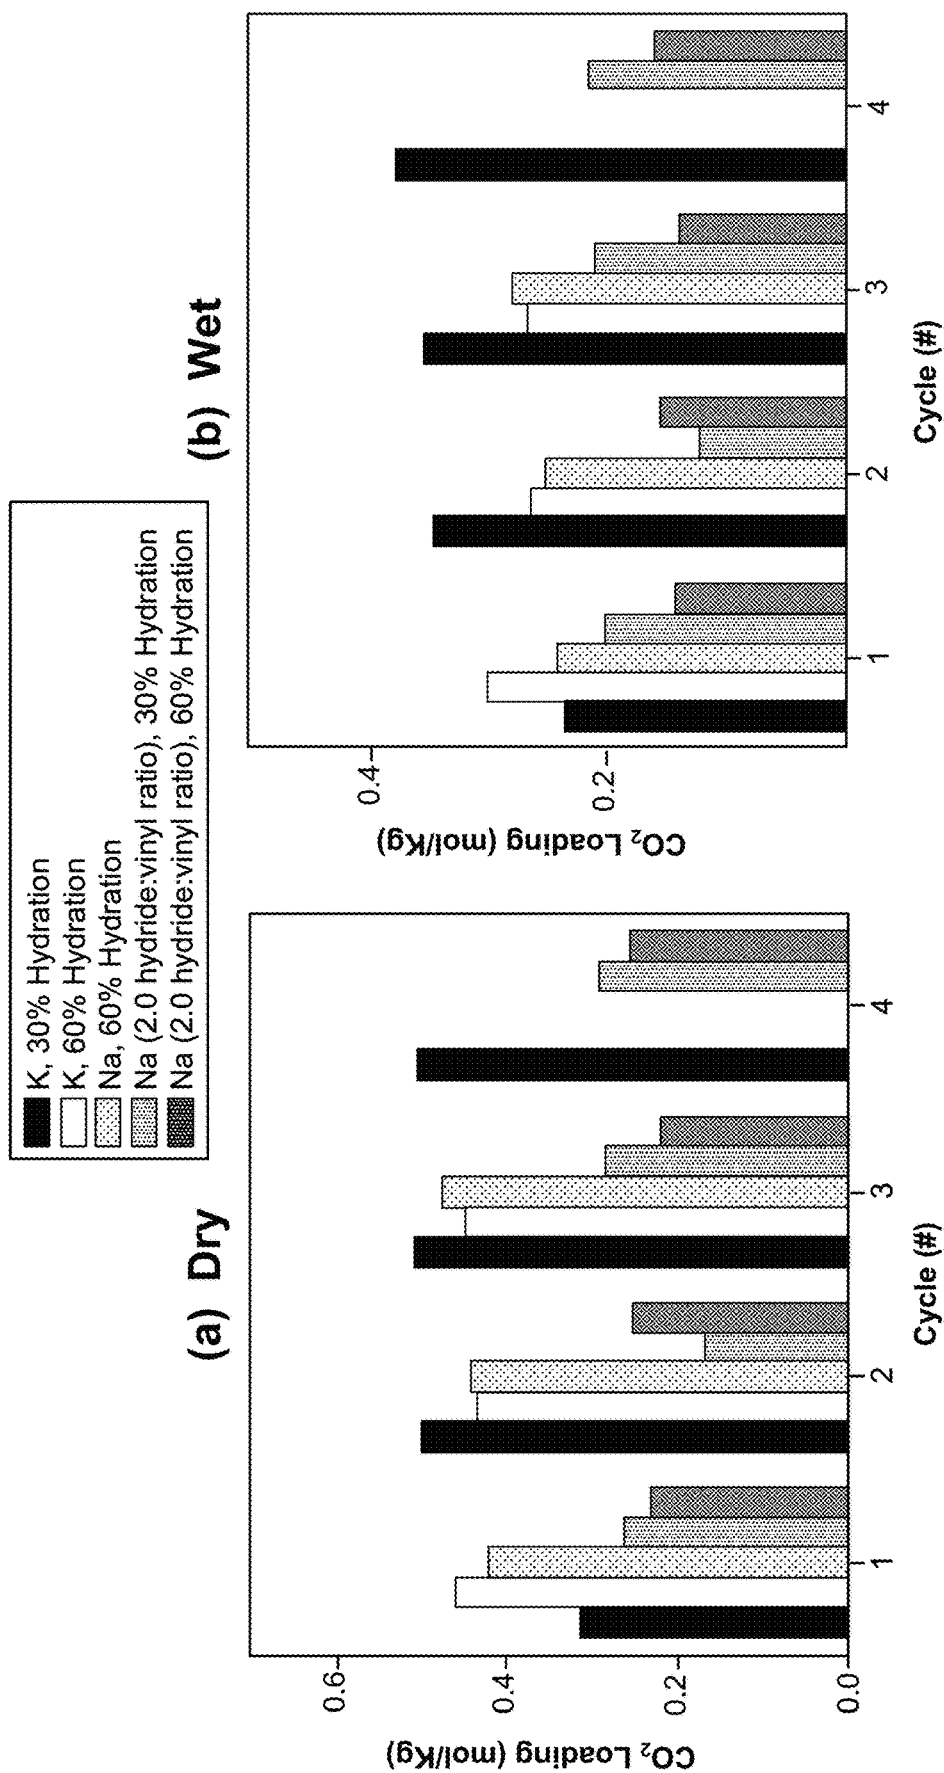 K, 30% Hydration
K, 60% Hydration
Na, 60% Hydration
Na (2.0 hydride:vinyl ratio), 30% Hydration
Na (2.0 hydride:vinyl ratio), 60% Hydration
(a) Dry
CO₂ Loading (mol/Kg)
0.6
0.4
0.2
0.0
1
2
3
4
Cycle (#)
(b) Wet
CO₂ Loading (mol/Kg)
0.4
0.2
1
2
3
4
Cycle (#)